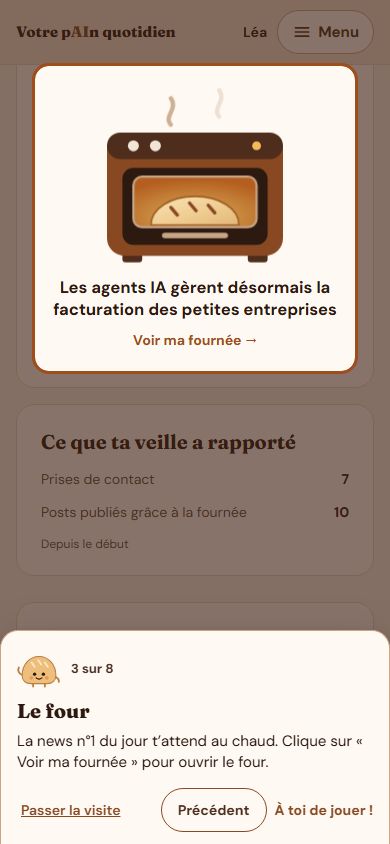 Votre pAIn quotidien
Léa
Menu
Les agents IA gèrent désormais la
facturation des petites entreprises
Voir ma fournée →
Ce que ta veille a rapporté
Prises de contact 7
Posts publiés grâce à la fournée 10
Depuis le début
3 sur 8
Le four
La news n°1 du jour t’attend au chaud. Clique sur «
Voir ma fournée » pour ouvrir le four.
Passer la visite
Précédent
À toi de jouer !